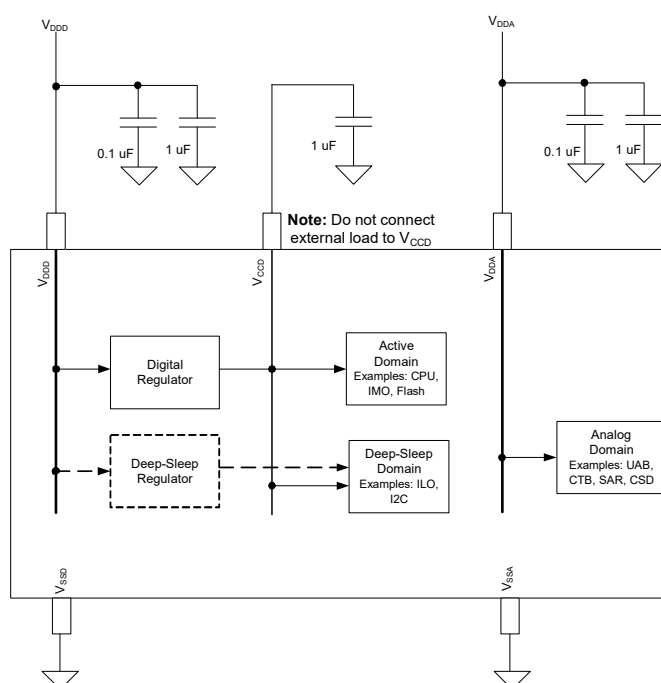 VDDD
VDDA
0.1 uF
1 uF
1 uF
0.1 uF
1 uF
Note: Do not connect
external load to VCCD
VDDD
VCCD
VDDA
Digital
Regulator
Active
Domain
Examples: CPU,
IMO, Flash
Deep-Sleep
Regulator
Deep-Sleep
Domain
Examples: ILO,
I2C
Analog
Domain
Examples: UAB,
CTB, SAR, CSD
VSSD
VSSA